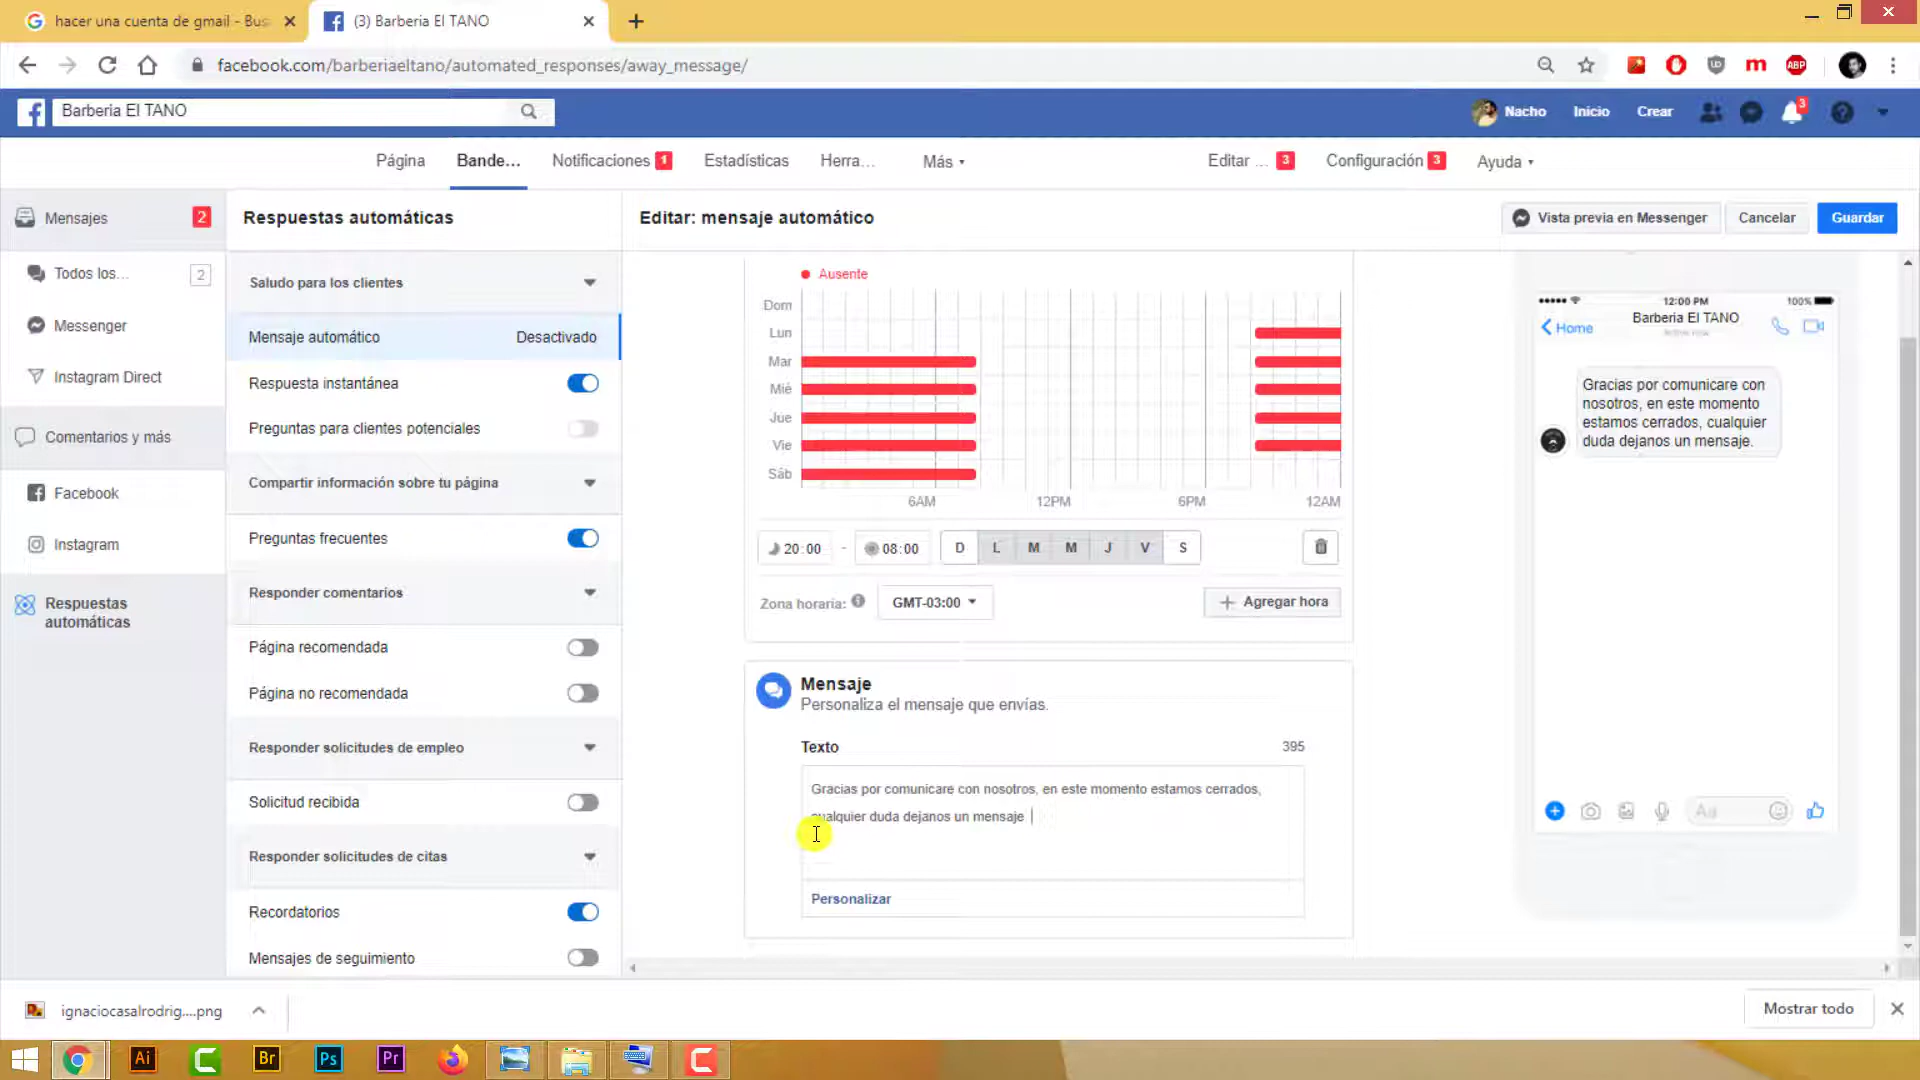 hacer una cuenta de gmail - Bus
(3) Barberia El TANO
facebook.com/barberiaeltano/automated_responses/away_message/
Barberia El TANO
Nacho
Inicio
Crear
3
Página
Bande...
Notificaciones 1
Estadísticas
Herra...
Más
Editar ... 3
Configuración 3
Ayuda
Mensajes 2
Respuestas automáticas
Editar: mensaje automático
Vista previa en Messenger
Cancelar
Guardar
Todos los... 2
Messenger
Instagram Direct
Comentarios y más
Facebook
Instagram
Respuestas
automáticas
Saludo para los clientes
Mensaje automático Desactivado
Respuesta instantánea
Preguntas para clientes potenciales
Compartir información sobre tu página
Preguntas frecuentes
Responder comentarios
Página recomendada
Página no recomendada
Responder solicitudes de empleo
Solicitud recibida
Responder solicitudes de citas
Recordatorios
Mensajes de seguimiento
Ausente
Dom
Lun
Mar
Mié
Jue
Vie
Sáb
6AM 12PM 6PM 12AM
20:00 - 08:00 D L M M J V S
Zona horaria: GMT-03:00
Agregar hora
Mensaje
Personaliza el mensaje que envías.
Texto 395
Gracias por comunicare con nosotros, en este momento estamos cerrados,
cualquier duda dejanos un mensaje
Personalizar
12:00 PM 100%
Home
Barberia El TANO
Gracias por comunicare con
nosotros, en este momento
estamos cerrados, cualquier
duda dejanos un mensaje.
Aa
ignaciocasalrodrig....png
Mostrar todo
m
ABP
Ai
Br
Ps
Pr